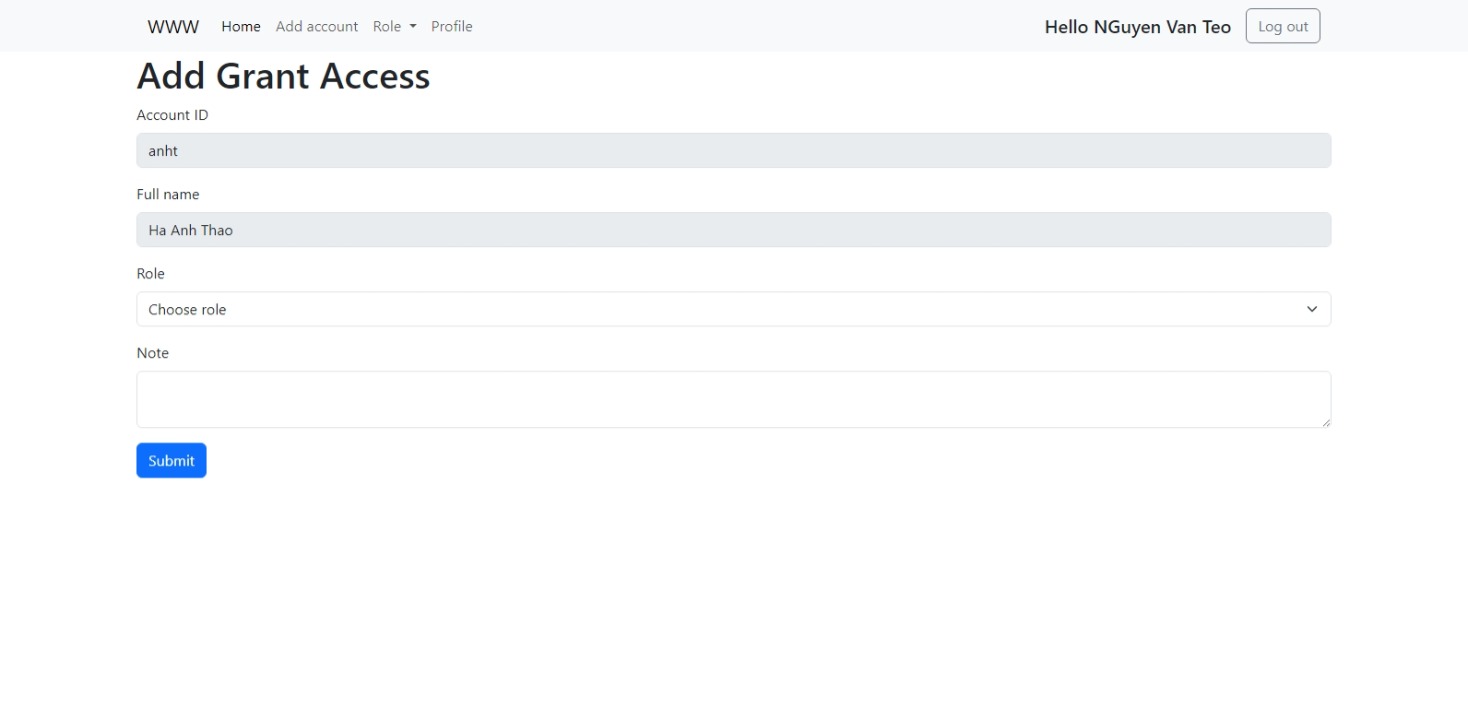 WWW Home Add account Role Profile Hello NGuyen Van Teo Log out
Add Grant Access
Account ID
anht
Full name
Ha Anh Thao
Role
Choose role
Note
Submit